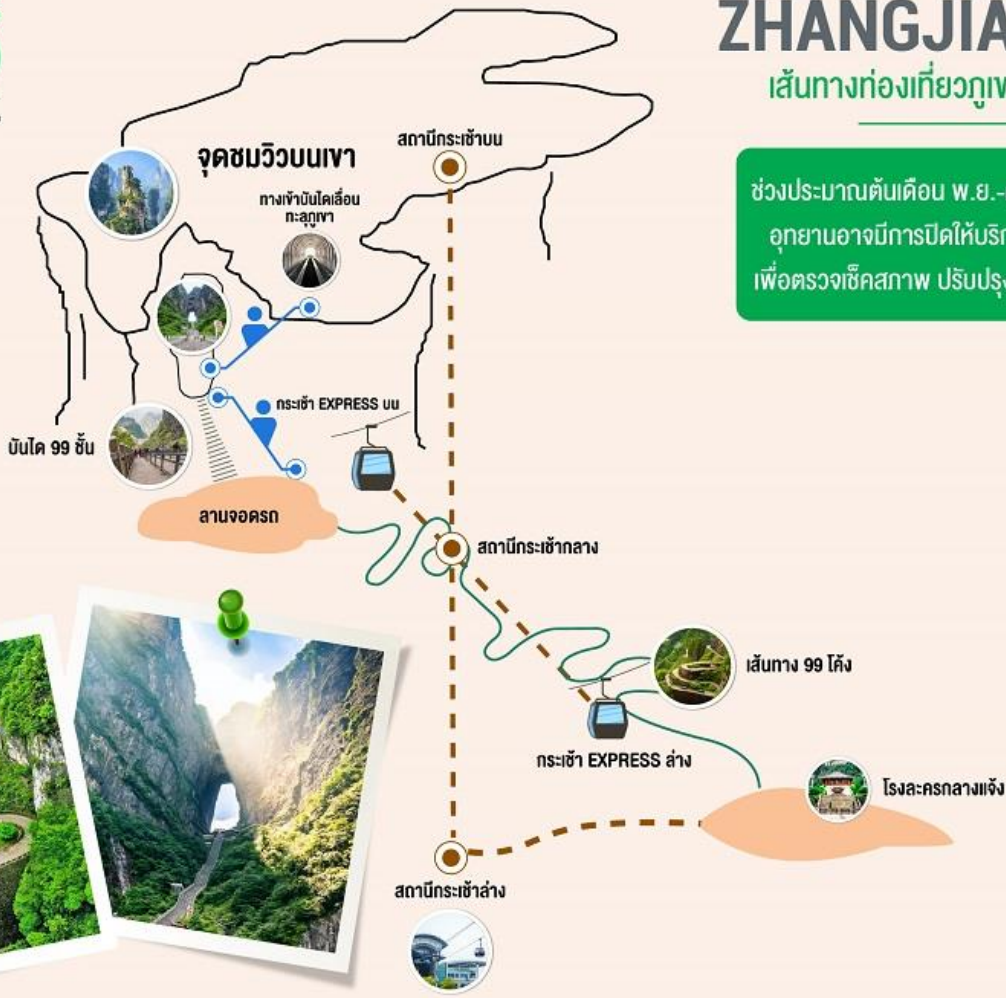 ZHANGJIA
เส้นทางท่องเที่ยวภูเข
ช่วงประมาณต้นเดือน พ.ย.-
อุทยานอาจมีการปิดให้บริก
เพื่อตรวจเช็คสภาพ ปรับปรุง
สถานีกระเช้าบน
จุดชมวิวบนเขา
ทางเข้าบันไดเลื่อน
ทะลุภูเขา
กระเช้า EXPRESS บน
บันได 99 ชั้น
ลานจอดรถ
สถานีกระเช้ากลาง
เส้นทาง 99 โค้ง
กระเช้า EXPRESS ล่าง
โรงละครกลางแจ้ง
สถานีกระเช้าล่าง